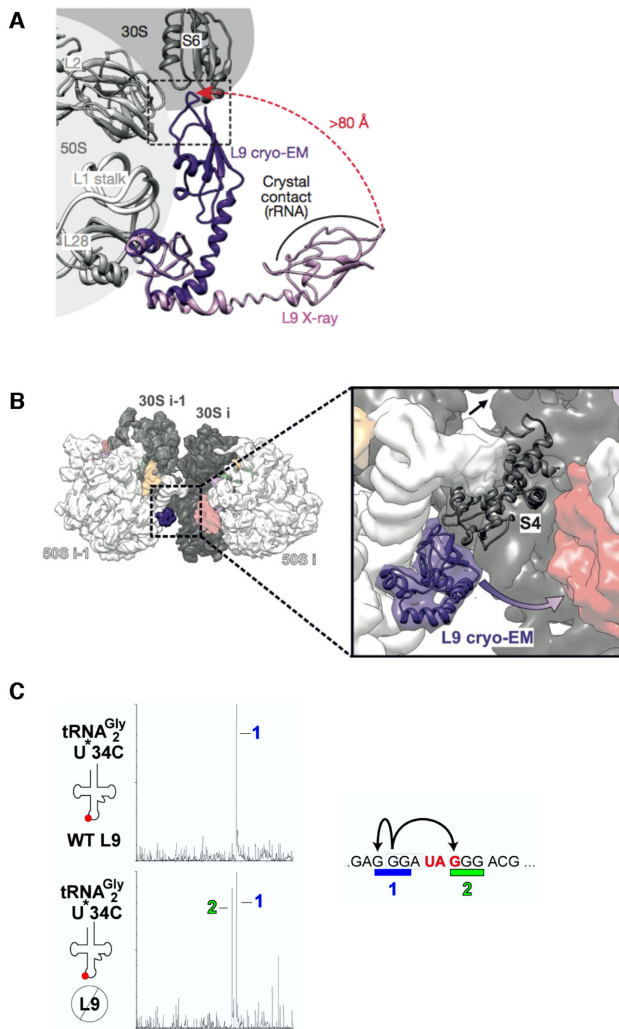 A
30S
S6
L2
>80 Å
50S
L9 cryo-EM
L1 stalk
Crystal
contact
(rRNA)
L28
L9 X-ray
B
30S i-1
30S i
50S i-1
50S i
S4
L9 cryo-EM
C
tRNA₂ᴳˡʸ
U*34C
1
WT L9
.GAG GGA UAG GGG ACG ...
1
2
tRNA₂ᴳˡʸ
U*34C
2
1
L9